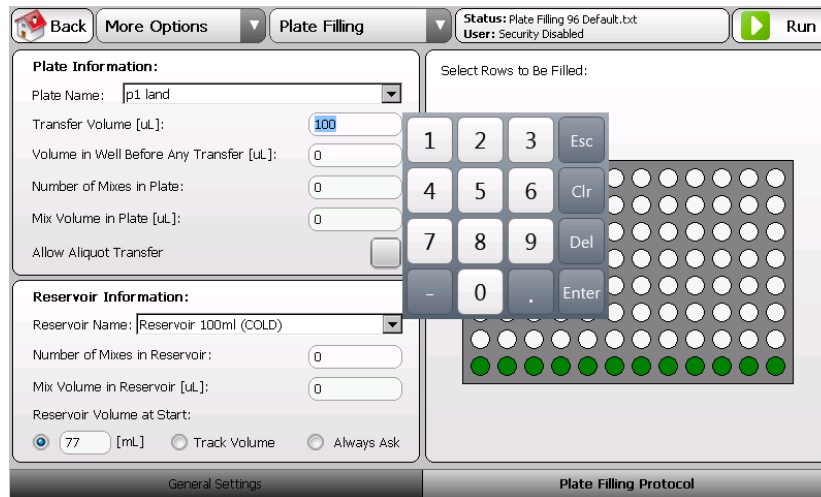 Back
More Options
Plate Filling
Status: Plate Filling 96 Default.txt
User: Security Disabled
Run
Plate Information:
Plate Name: p1 land
Transfer Volume [uL]: 100
Volume in Well Before Any Transfer [uL]: 0
Number of Mixes in Plate: 0
Mix Volume in Plate [uL]: 0
Allow Aliquot Transfer
Reservoir Information:
Reservoir Name: Reservoir 100ml (COLD)
Number of Mixes in Reservoir: 0
Mix Volume in Reservoir [uL]: 0
Reservoir Volume at Start:
77 [mL] Track Volume Always Ask
Select Rows to Be Filled:
1 2 3 Esc
4 5 6 Clr
7 8 9 Del
- 0 . Enter
General Settings
Plate Filling Protocol